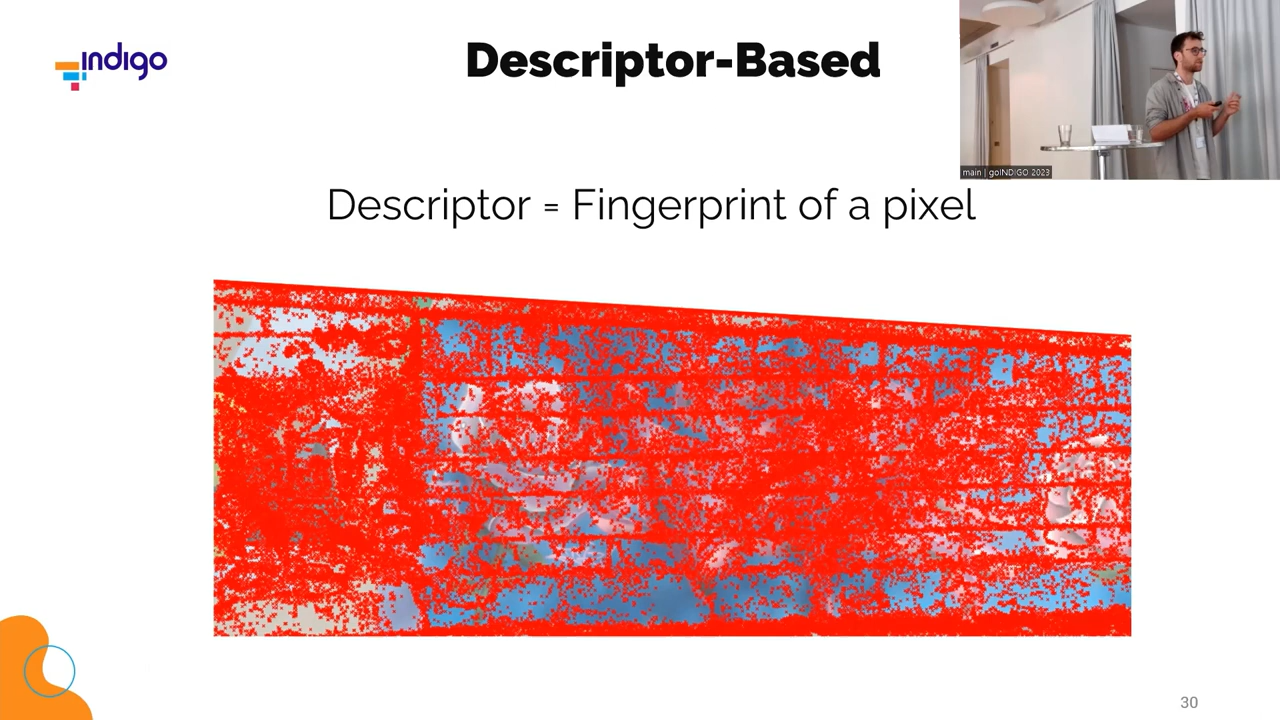 indigo
Descriptor-Based
main | goINDIGO 2023
Descriptor = Fingerprint of a pixel
30